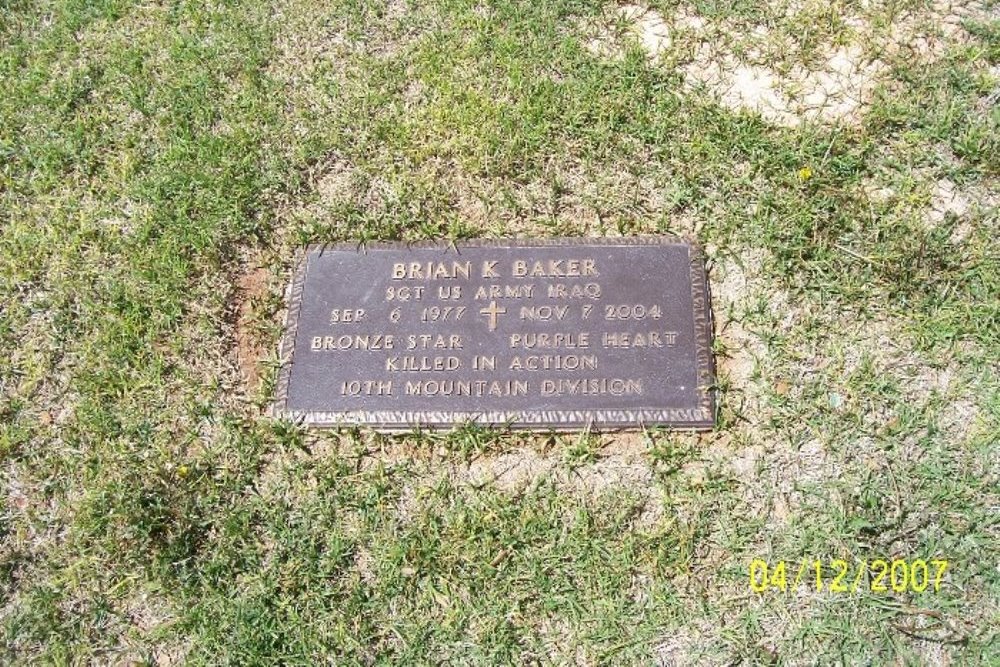 BRIAN K BAKER
SGT US ARMY IRAQ
SEP 6 1977 NOV 7 2004
BRONZE STAR PURPLE HEART
KILLED IN ACTION
10TH MOUNTAIN DIVISION
04/12/2007